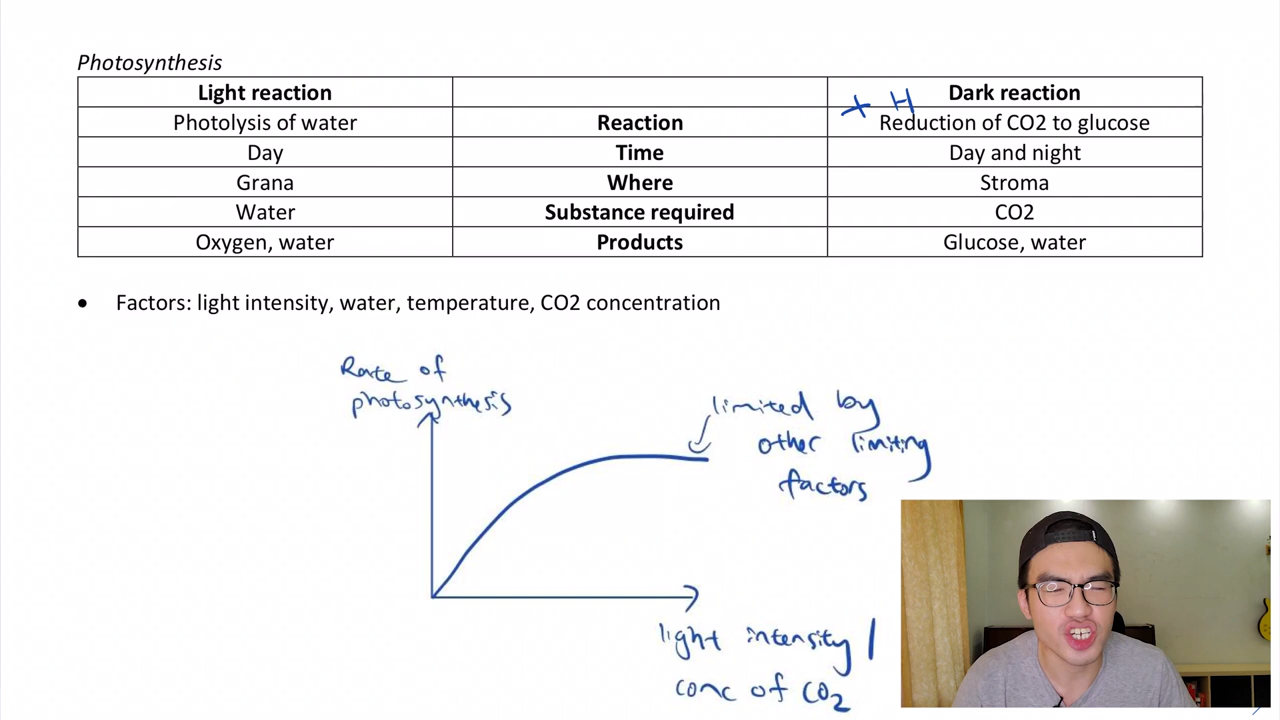 Photosynthesis
Light reaction Dark reaction
+ H
Photolysis of water Reaction Reduction of CO2 to glucose
Day Time Day and night
Grana Where Stroma
Water Substance required CO2
Oxygen, water Products Glucose, water
• Factors: light intensity, water, temperature, CO2 concentration
Rate of
photosynthesis
limited by
other limiting
factors
light intensity /
conc of CO2